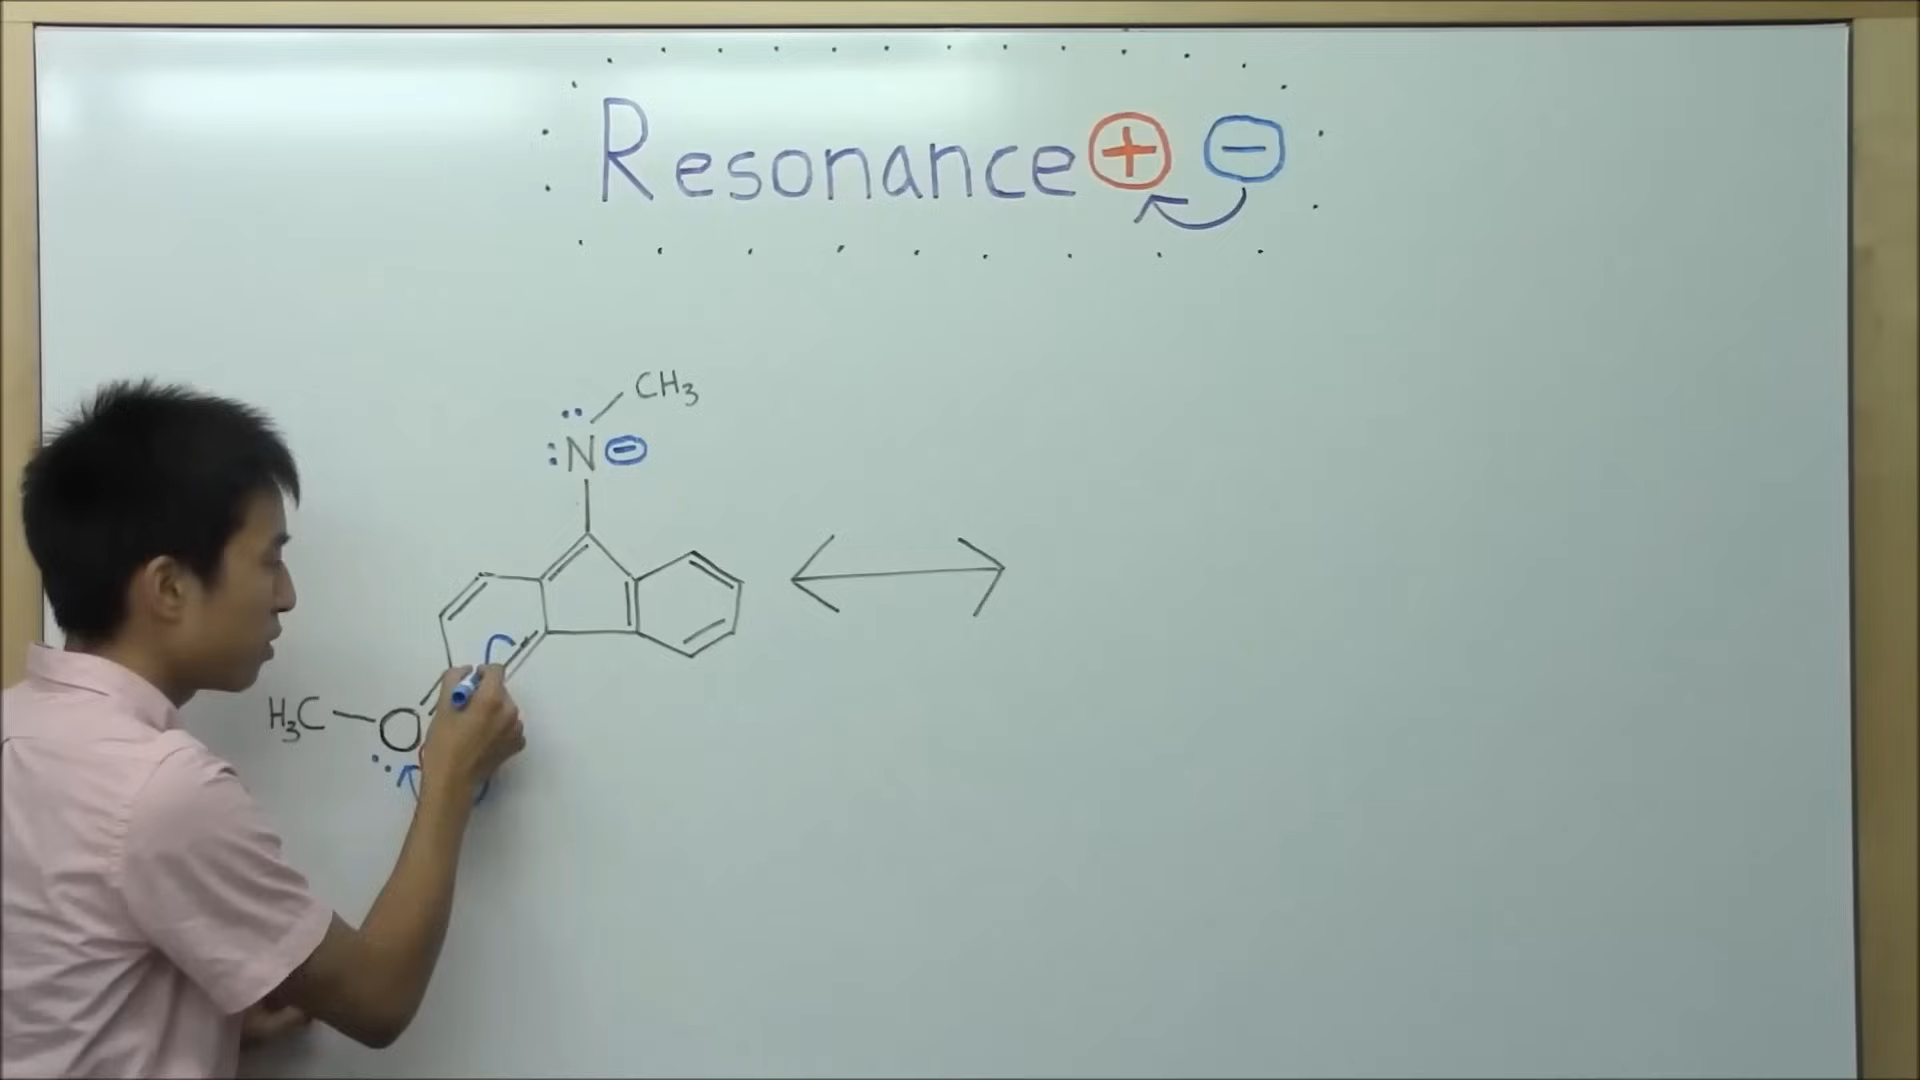 Resonance + -
CH3
:N -
H3C-O